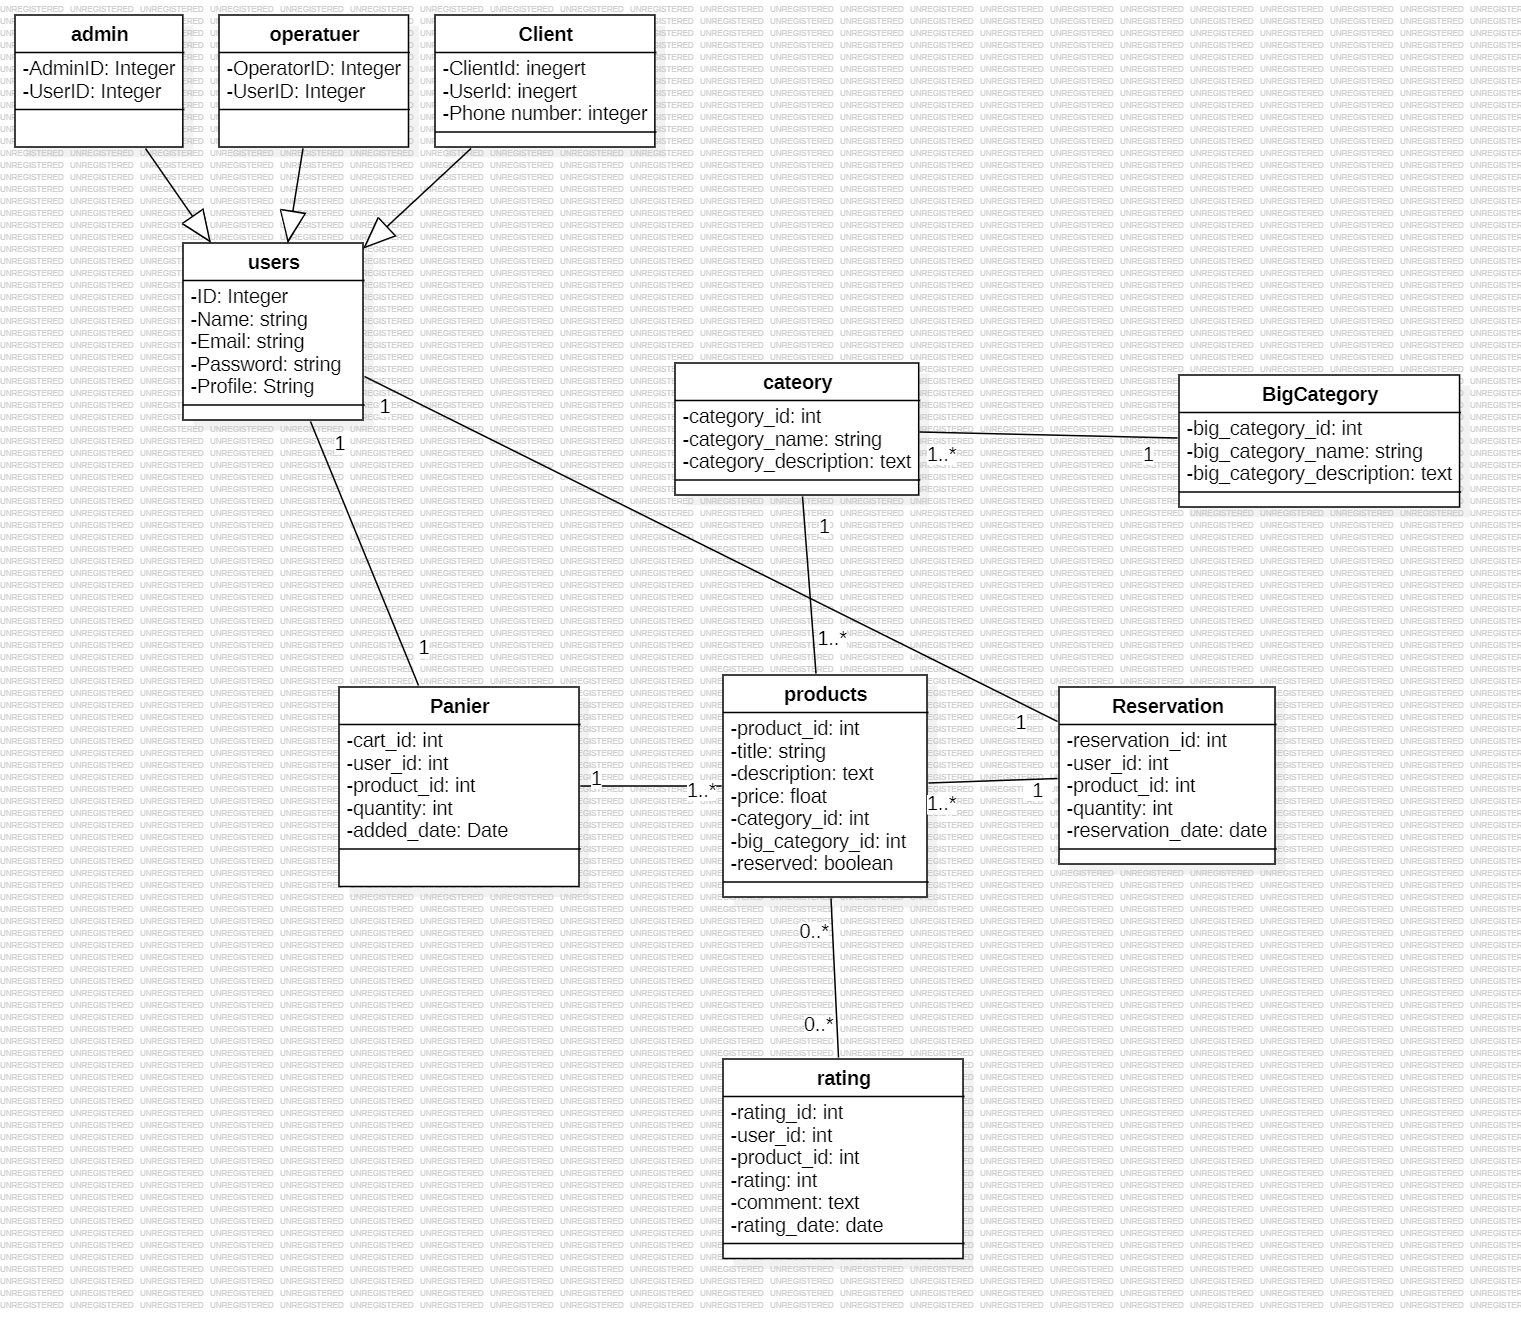 admin
-AdminID: Integer
-UserID: Integer
operatuer
-OperatorID: Integer
-UserID: Integer
Client
-ClientId: inegert
-UserId: inegert
-Phone number: integer
users
-ID: Integer
-Name: string
-Email: string
-Password: string
-Profile: String
1
1
cateory
-category_id: int
-category_name: string
-category_description: text
1..*
1
BigCategory
-big_category_id: int
-big_category_name: string
-big_category_description: text
1
1..*
1
1
Panier
-cart_id: int
-user_id: int
-product_id: int
-quantity: int
-added_date: Date
1
1..*
products
-product_id: int
-title: string
-description: text
-price: float
-category_id: int
-big_category_id: int
-reserved: boolean
1..*
1
Reservation
-reservation_id: int
-user_id: int
-product_id: int
-quantity: int
-reservation_date: date
0..*
0..*
rating
-rating_id: int
-user_id: int
-product_id: int
-rating: int
-comment: text
-rating_date: date
UNREGISTERED